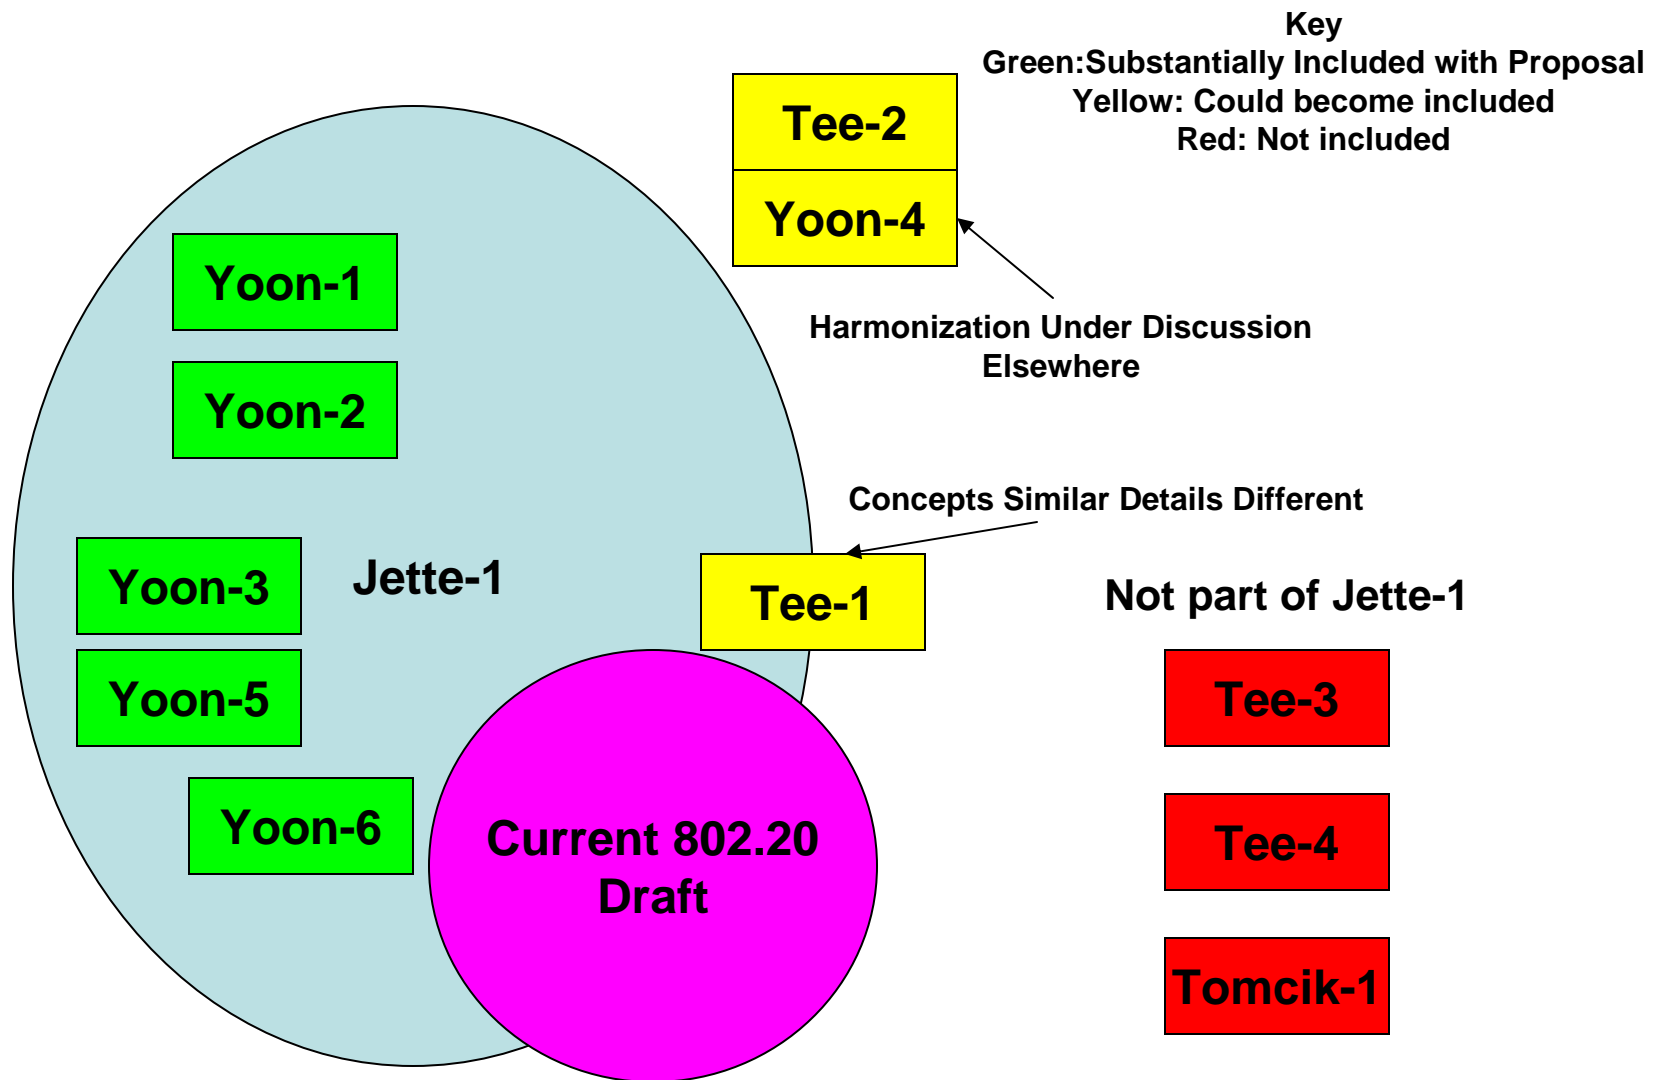 Key
Green:Substantially Included with Proposal
Yellow: Could become included
Red: Not included
Tee-2
Yoon-4
Yoon-1
Harmonization Under Discussion
Elsewhere
Yoon-2
Concepts Similar Details Different
Yoon-3
Jette-1
Tee-1
Not part of Jette-1
Yoon-5
Tee-3
Yoon-6
Current 802.20
Draft
Tee-4
Tomcik-1